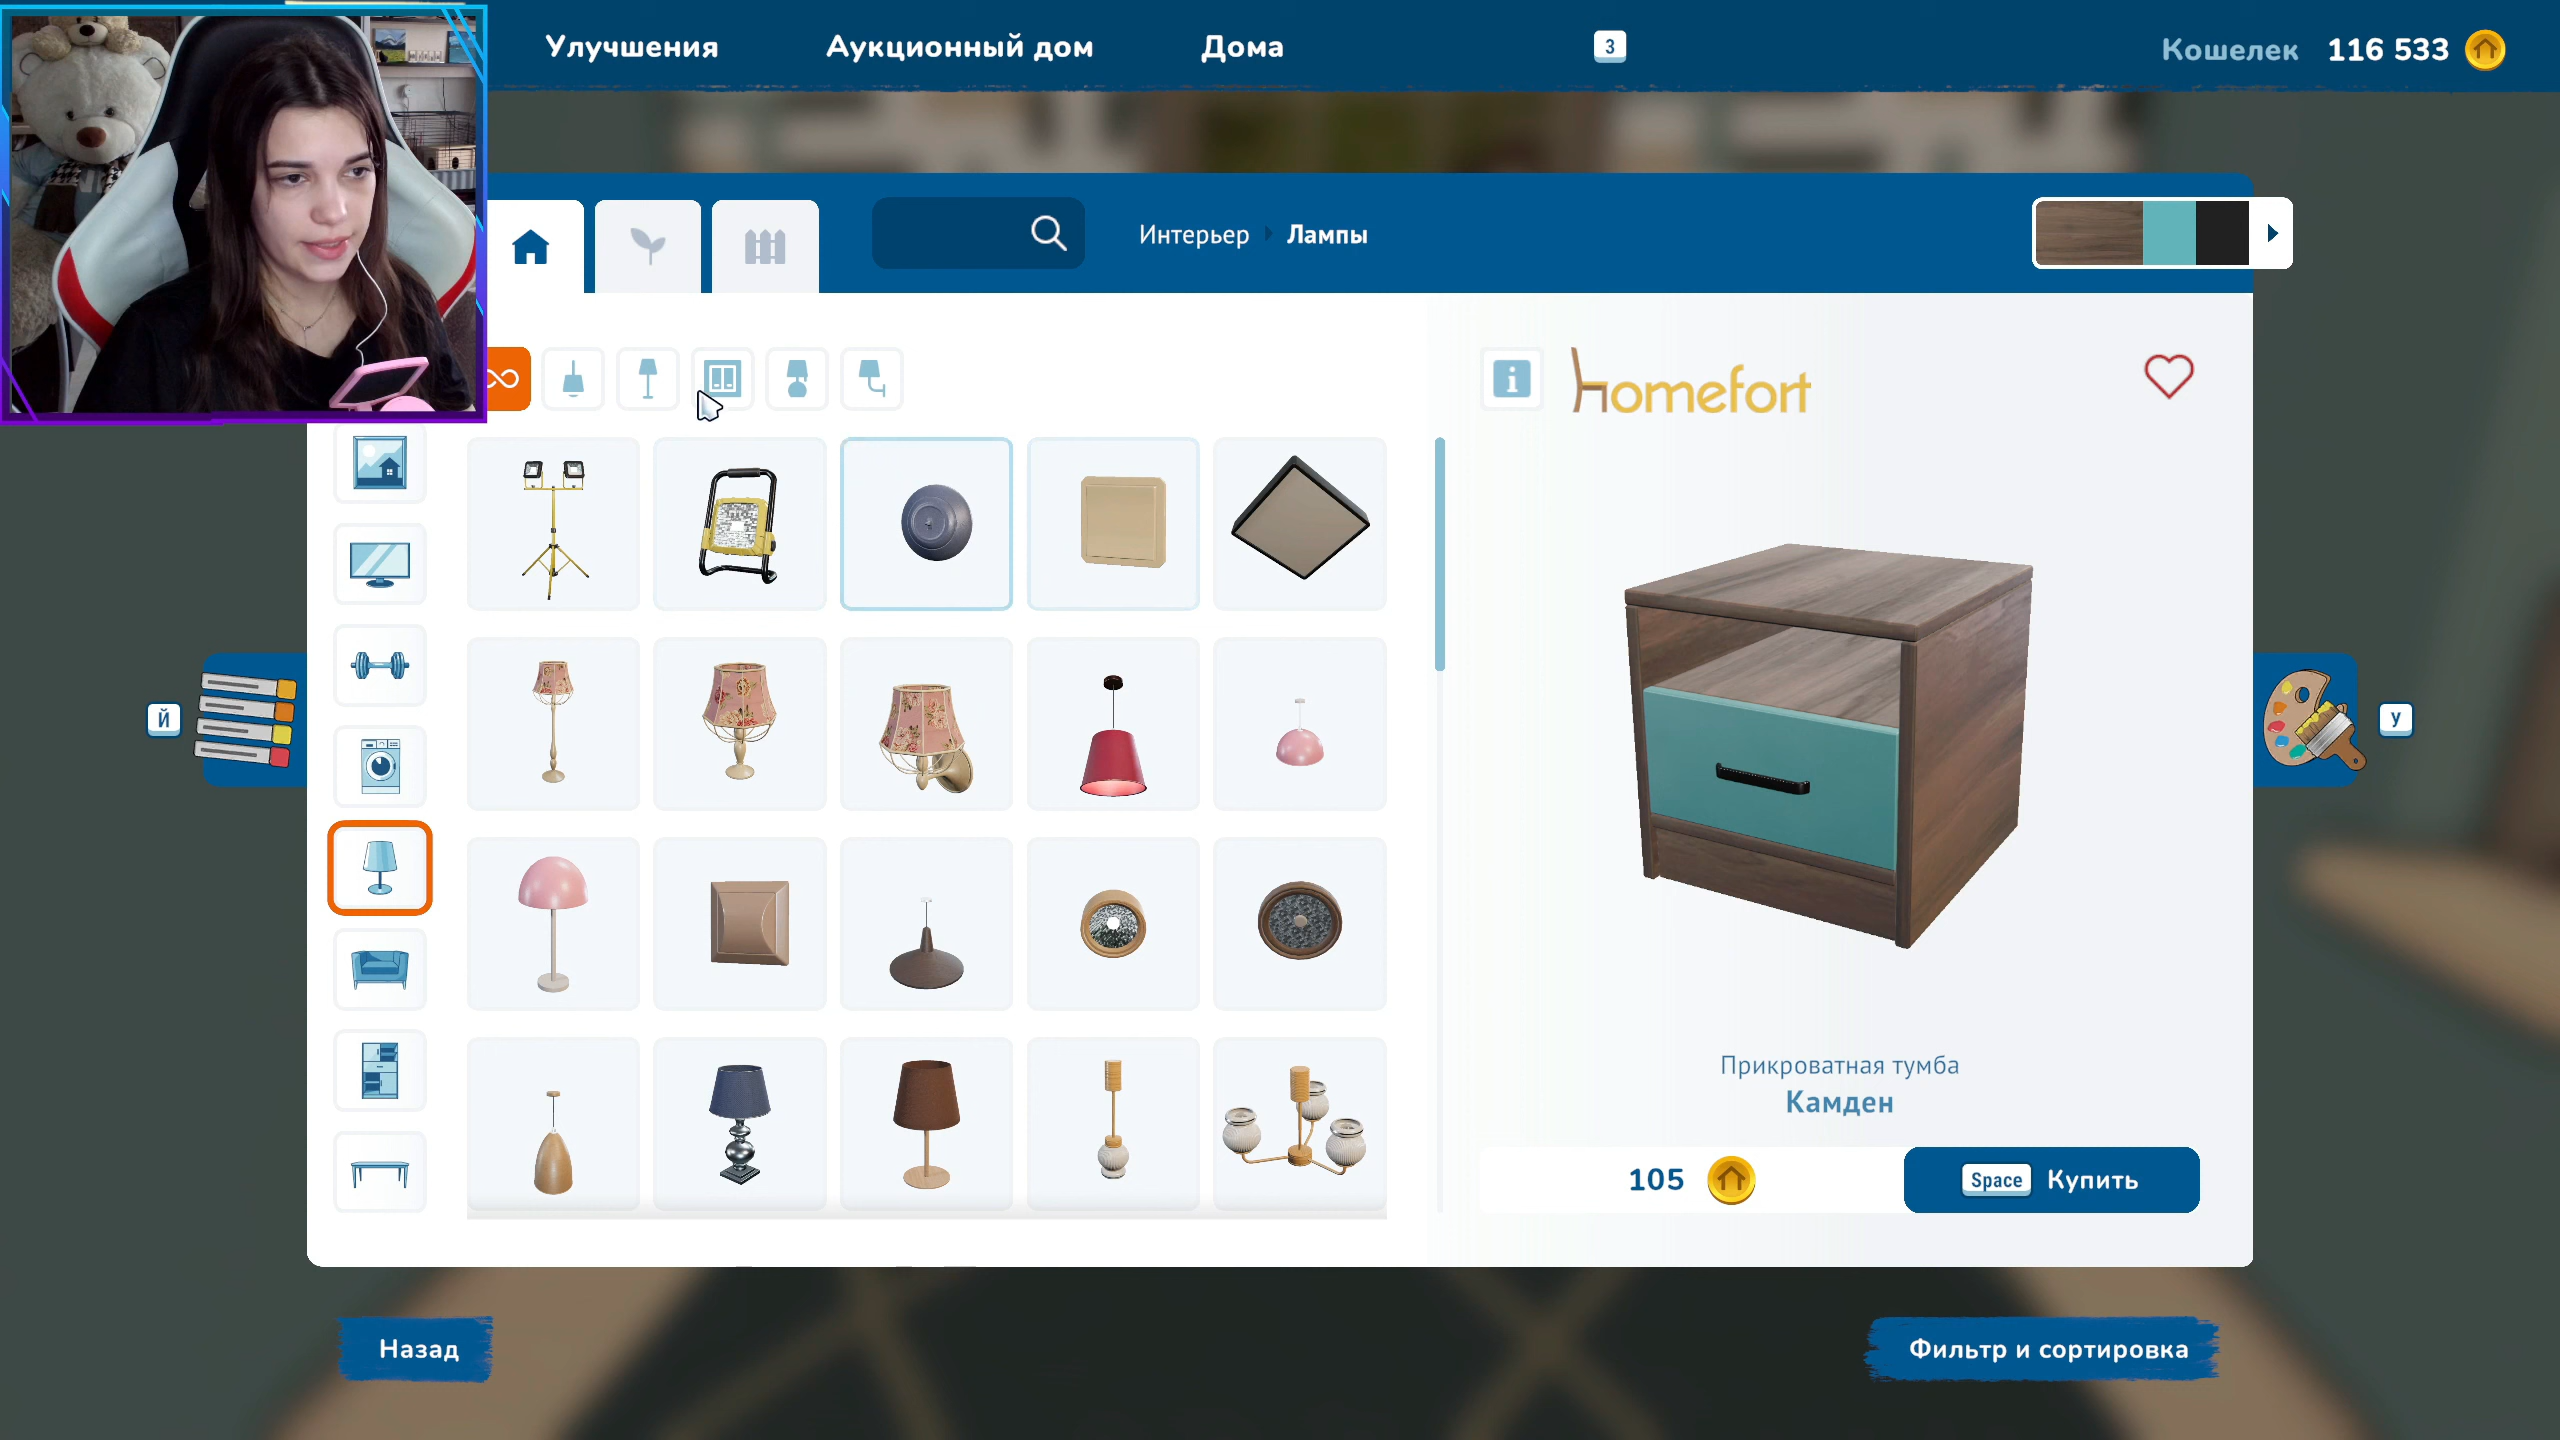 Улучшения
Аукционный дом
Дома
З
Кошелек 116 533
Интерьер
Лампы
i
homefort
Й
У
Прикроватная тумба
Камден
105
Space Купить
Назад
Фильтр и сортировка